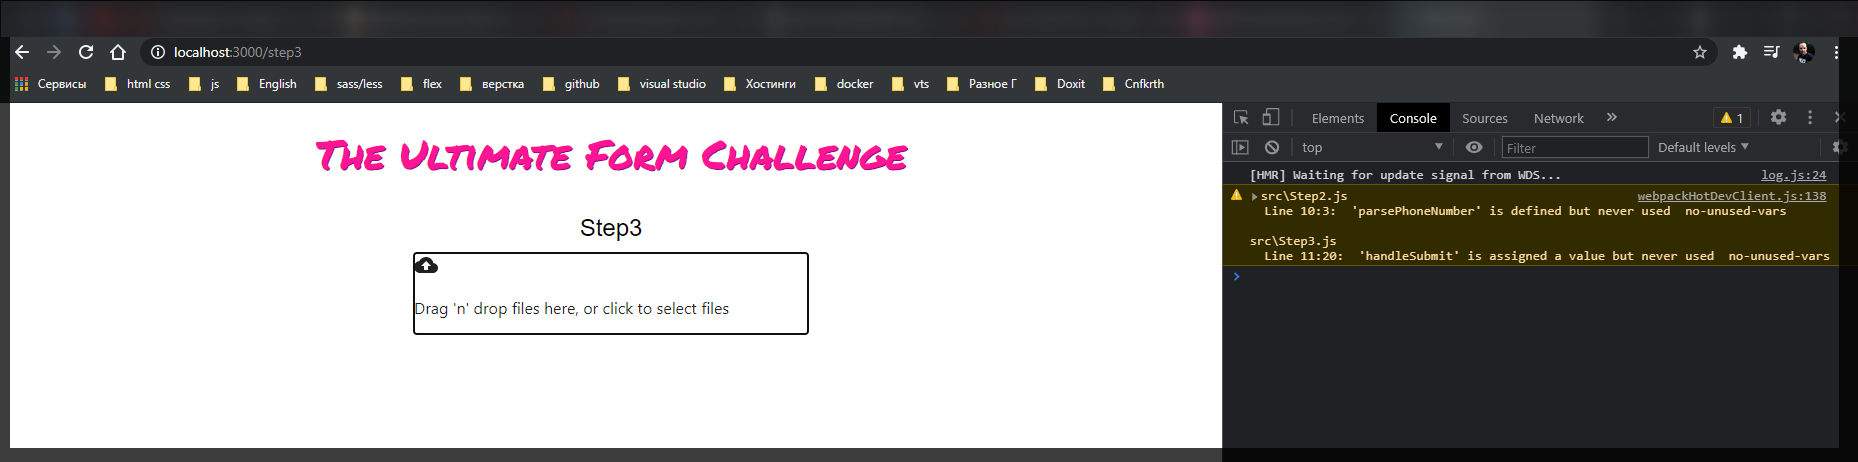 localhost:3000/step3
Сервисы html css js English sass/less flex верстка github visual studio Хостинги docker vts Разное Г Doxit Cnfkrth
The Ultimate Form Challenge
Step3
Drag 'n' drop files here, or click to select files
Elements Console Sources Network » 1
top Filter Default levels
[HMR] Waiting for update signal from WDS... log.js:24
src\Step2.js webpackHotDevClient.js:138
Line 10:3: 'parsePhoneNumber' is defined but never used no-unused-vars
src\Step3.js
Line 11:20: 'handleSubmit' is assigned a value but never used no-unused-vars